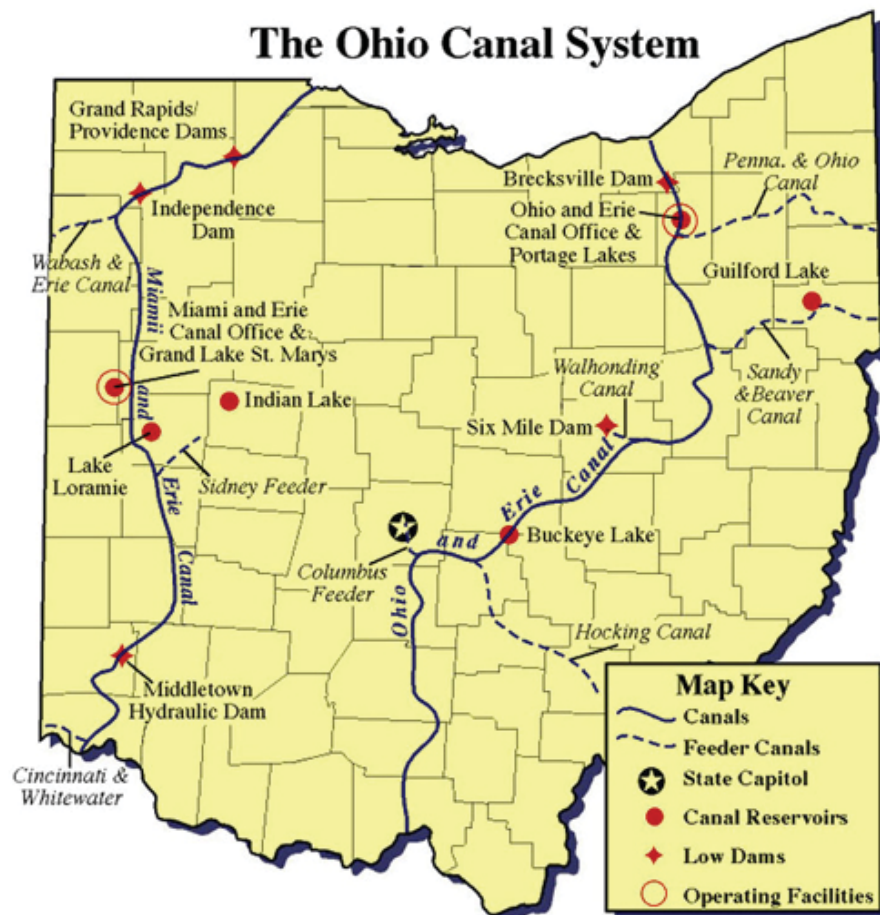 The Ohio Canal System
Grand Rapids/
Providence Dams
Independence
Dam
Wabash &
Erie Canal
Miamii
and
Erie
Canal
Miami and Erie
Canal Office &
Grand Lake St. Marys
Indian Lake
Lake
Loramie
Sidney Feeder
Middletown
Hydraulic Dam
Cincinnati &
Whitewater
Brecksville Dam
Penna. & Ohio
Canal
Ohio and Erie
Canal Office &
Portage Lakes
Guilford Lake
Sandy
&Beaver
Canal
Walhonding
Canal
Six Mile Dam
Ohio
and
Erie
Canal
Buckeye Lake
Columbus
Feeder
Hocking Canal
Map Key
Canals
Feeder Canals
State Capitol
Canal Reservoirs
Low Dams
Operating Facilities